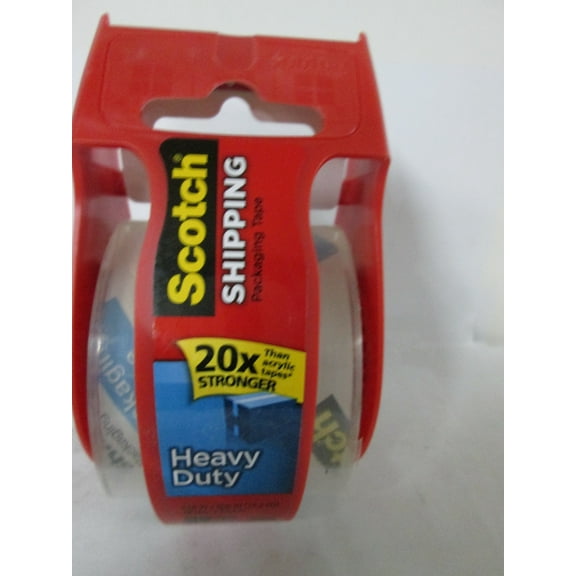 Scotch®
SHIPPING
Packaging Tape
20x
STRONGER
Than
acrylic
tapes*
Heavy
Duty